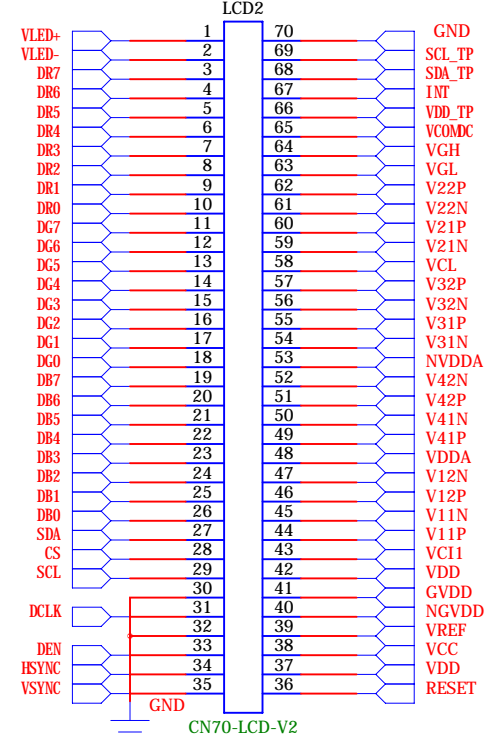 LCD2
VLED+ 1 70 GND
VLED- 2 69 SCL_TP
DR7 3 68 SDA_TP
DR6 4 67 INT
DR5 5 66 VDD_TP
DR4 6 65 VCOMDC
DR3 7 64 VGH
DR2 8 63 VGL
DR1 9 62 V22P
DR0 10 61 V22N
DG7 11 60 V21P
DG6 12 59 V21N
DG5 13 58 VCL
DG4 14 57 V32P
DG3 15 56 V32N
DG2 16 55 V31P
DG1 17 54 V31N
DG0 18 53 NVDDA
DB7 19 52 V42N
DB6 20 51 V42P
DB5 21 50 V41N
DB4 22 49 V41P
DB3 23 48 VDDA
DB2 24 47 V12N
DB1 25 46 V12P
DB0 26 45 V11N
SDA 27 44 V11P
CS 28 43 VCI1
SCL 29 42 VDD
30 41 GVDD
DCLK 31 40 NGVDD
32 39 VREF
DEN 33 38 VCC
HSYNC 34 37 VDD
VSYNC 35 36 RESET
GND
CN70-LCD-V2